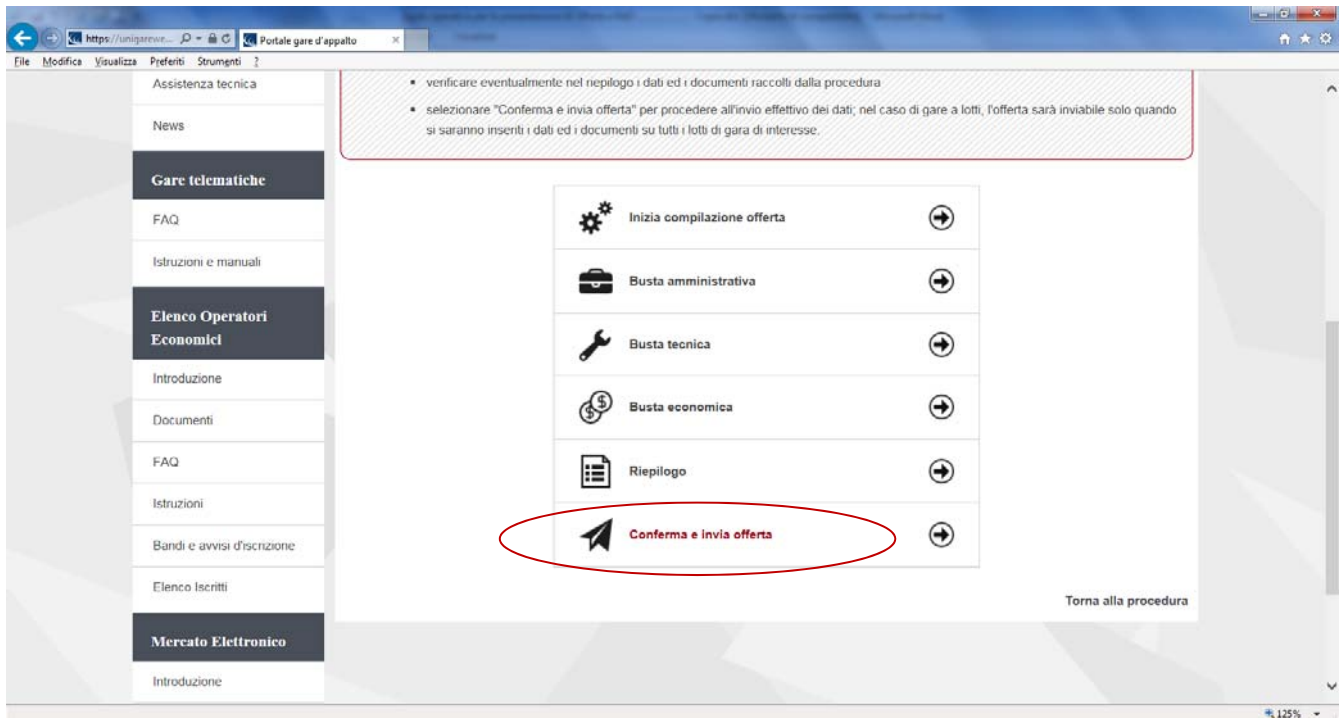 https://unigarewe...
Portale gare d'appalto
File Modifica Visualizza Preferiti Strumenti ?
Assistenza tecnica
News
Gare telematiche
FAQ
Istruzioni e manuali
Elenco Operatori
Economici
Introduzione
Documenti
FAQ
Istruzioni
Bandi e avvisi d'iscrizione
Elenco Iscritti
Mercato Elettronico
Introduzione
verificare eventualmente nel riepilogo i dati ed i documenti raccolti dalla procedura
selezionare "Conferma e invia offerta" per procedere all'invio effettivo dei dati; nel caso di gare a lotti, l'offerta sarà inviabile solo quando
si saranno inseriti i dati ed i documenti su tutti i lotti di gara di interesse.
Inizia compilazione offerta
Busta amministrativa
Busta tecnica
Busta economica
Riepilogo
Conferma e invia offerta
Torna alla procedura
125%